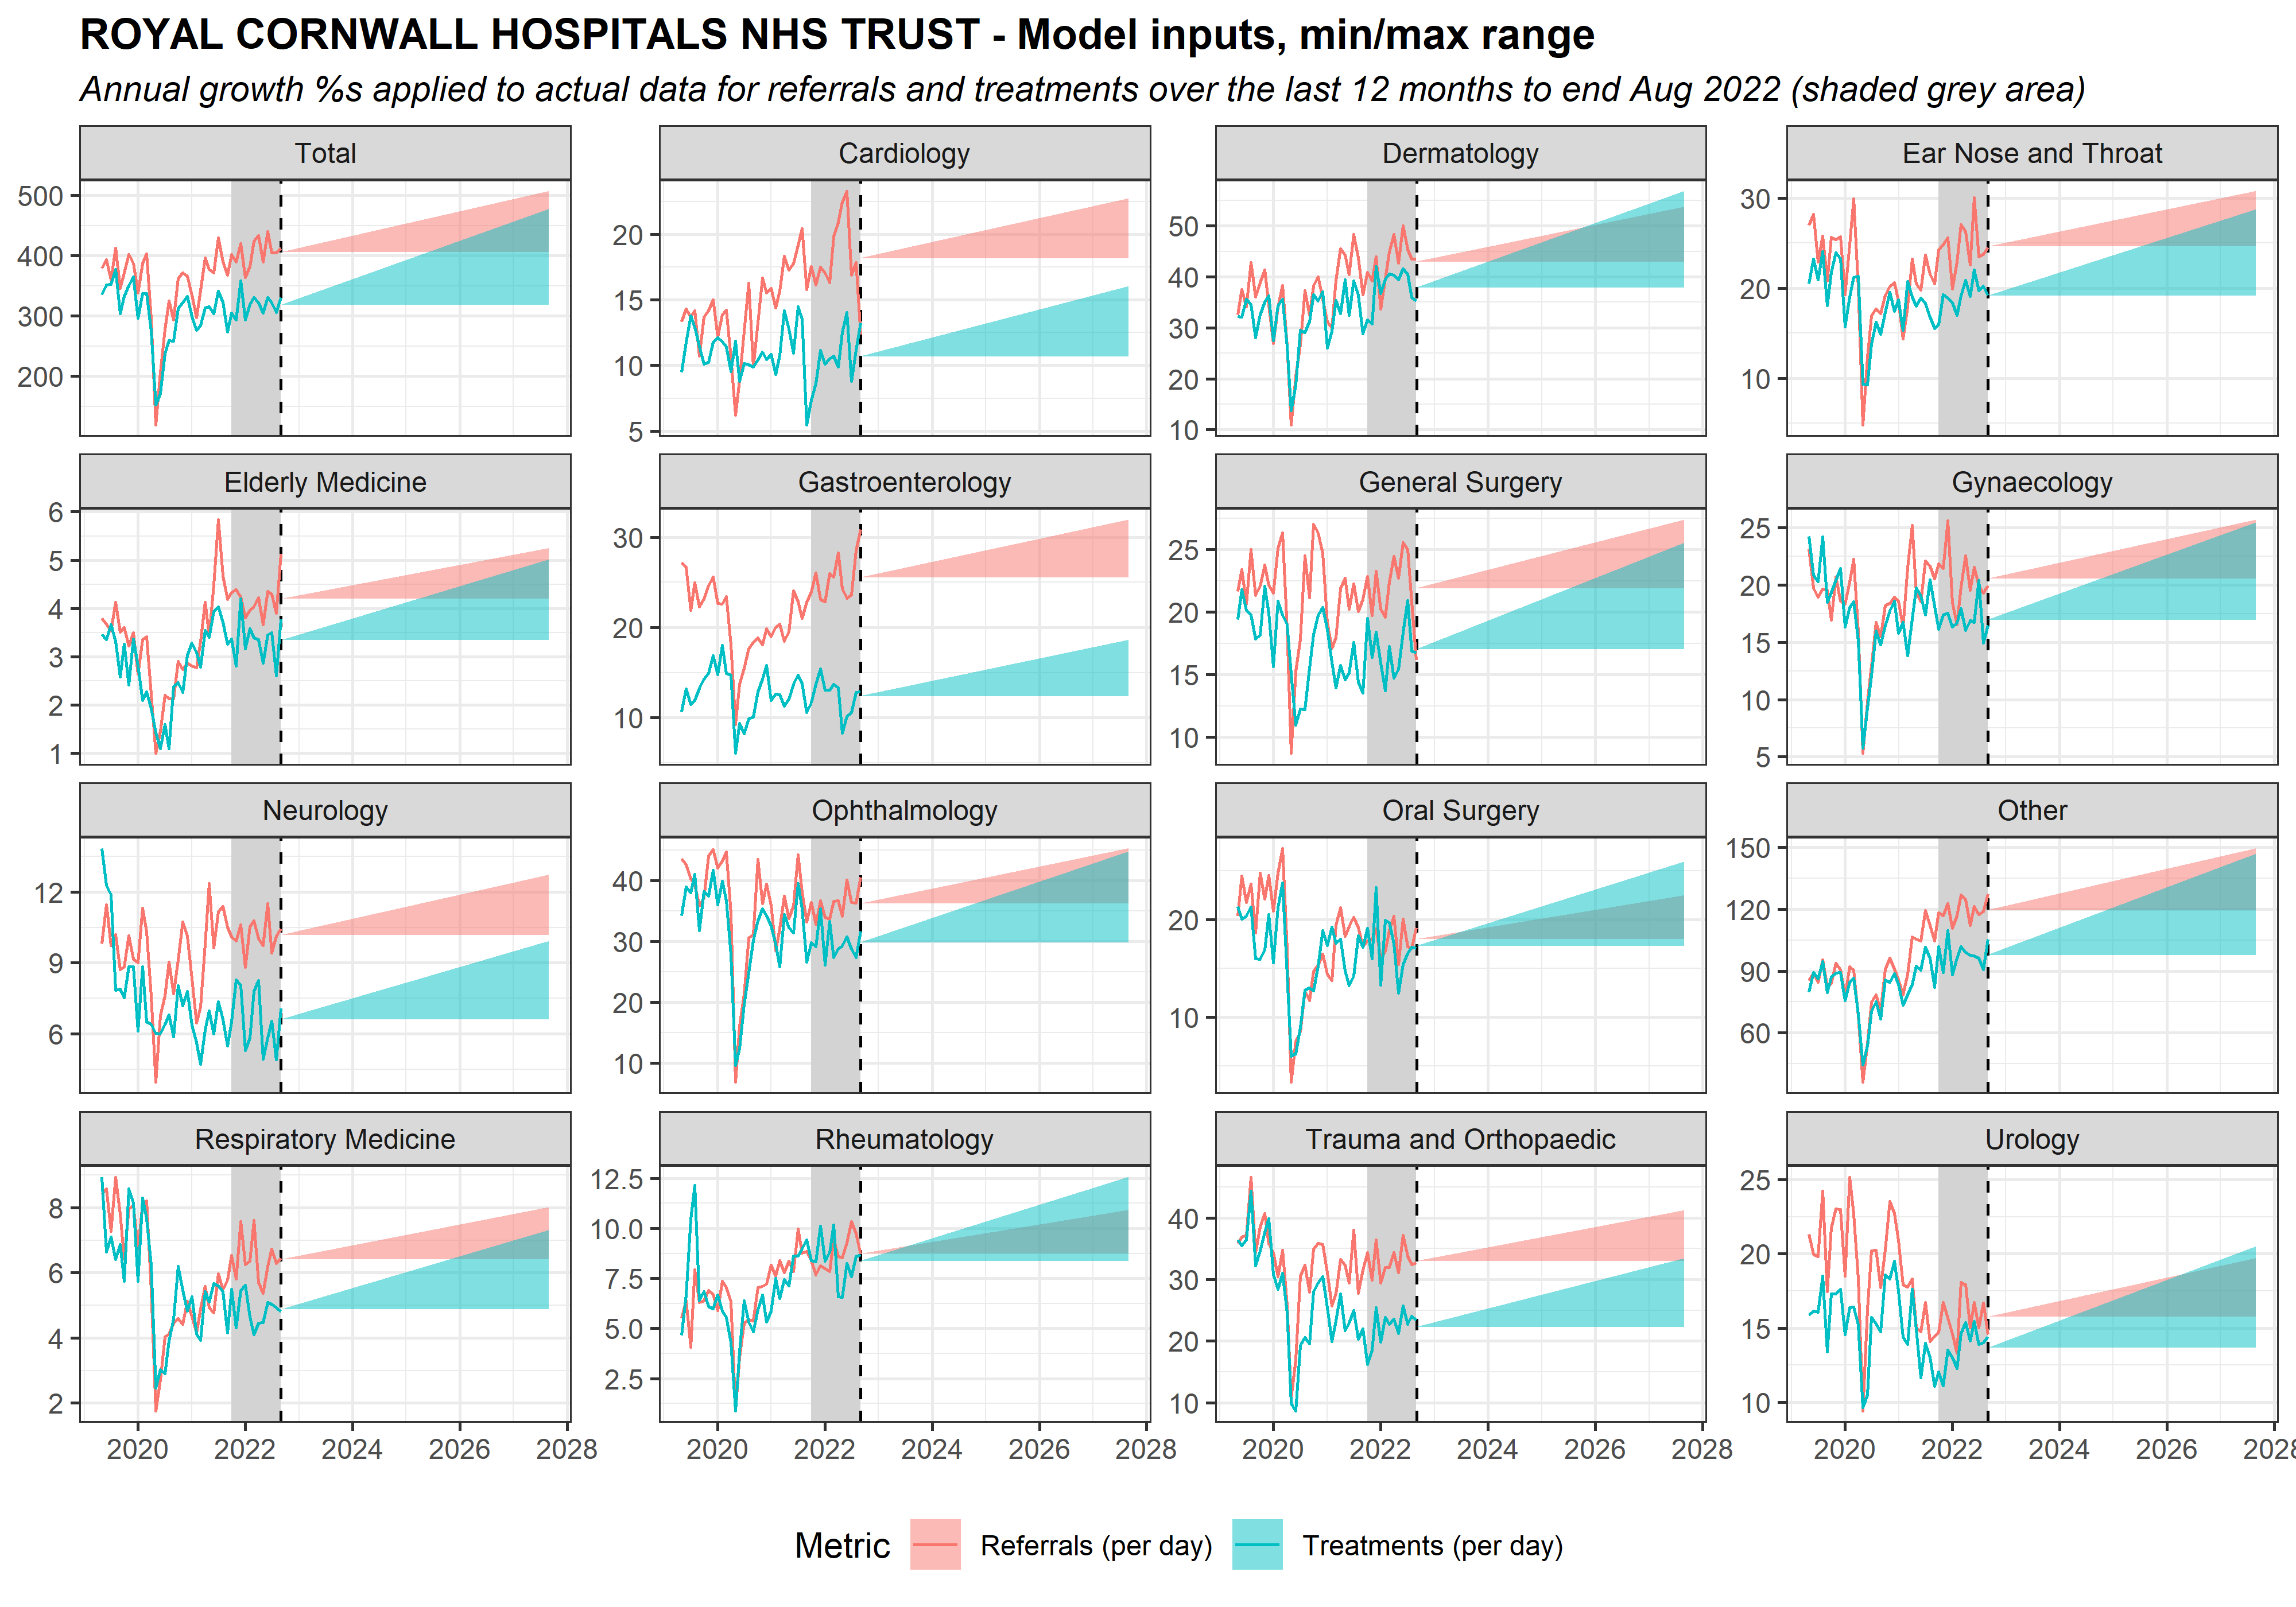 ROYAL CORNWALL HOSPITALS NHS TRUST - Model inputs, min/max range
Annual growth %s applied to actual data for referrals and treatments over the last 12 months to end Aug 2022 (shaded grey area)
Total
Cardiology
Dermatology
Ear Nose and Throat
500
400
300
200
20
15
10
5
50
40
30
20
10
30
20
10
Elderly Medicine
Gastroenterology
General Surgery
Gynaecology
6
5
4
3
2
1
30
20
10
25
20
15
10
25
20
15
10
5
Neurology
Ophthalmology
Oral Surgery
Other
12
9
6
40
30
20
10
20
10
150
120
90
60
Respiratory Medicine
Rheumatology
Trauma and Orthopaedic
Urology
8
6
4
2
12.5
10.0
7.5
5.0
2.5
40
30
20
10
25
20
15
10
2020 2022 2024 2026 2028
2020 2022 2024 2026 2028
2020 2022 2024 2026 2028
2020 2022 2024 2026 2028
Metric Referrals (per day) Treatments (per day)